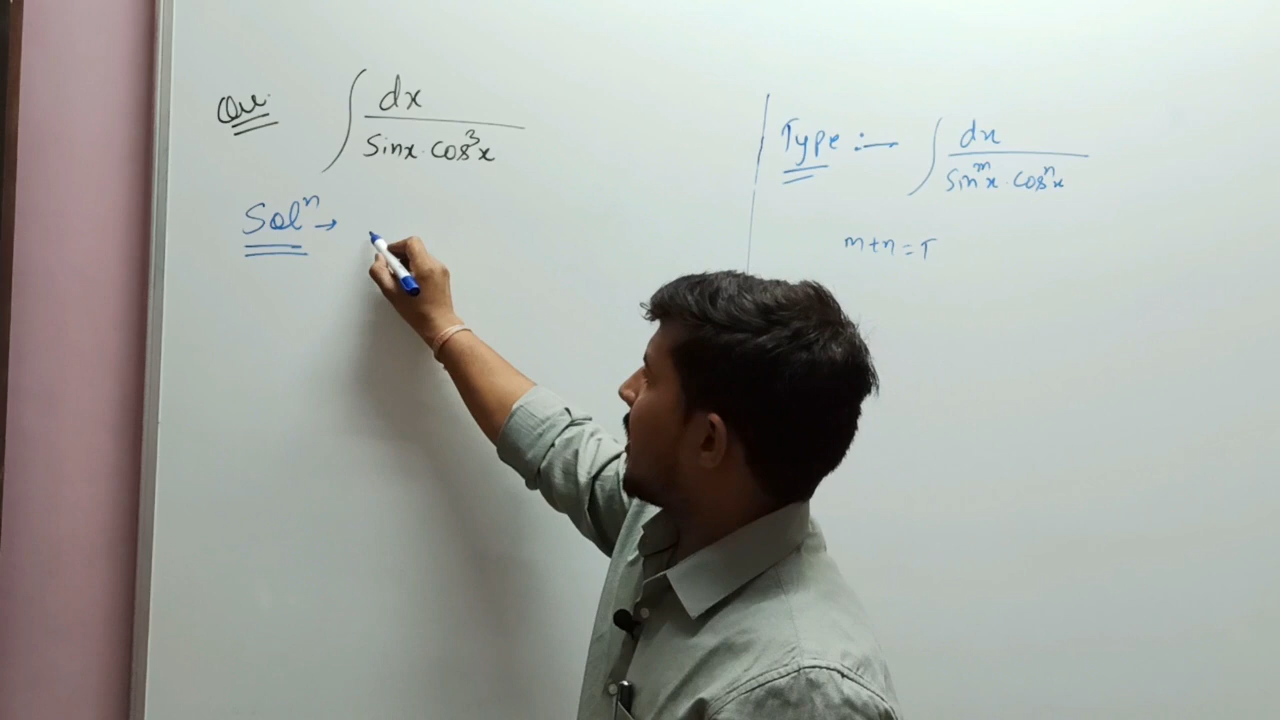 Que.
∫ dx / sinx·cos³x
Solⁿ →
Type :— ∫ dx / sinᵐx·cosⁿx
m+n = T